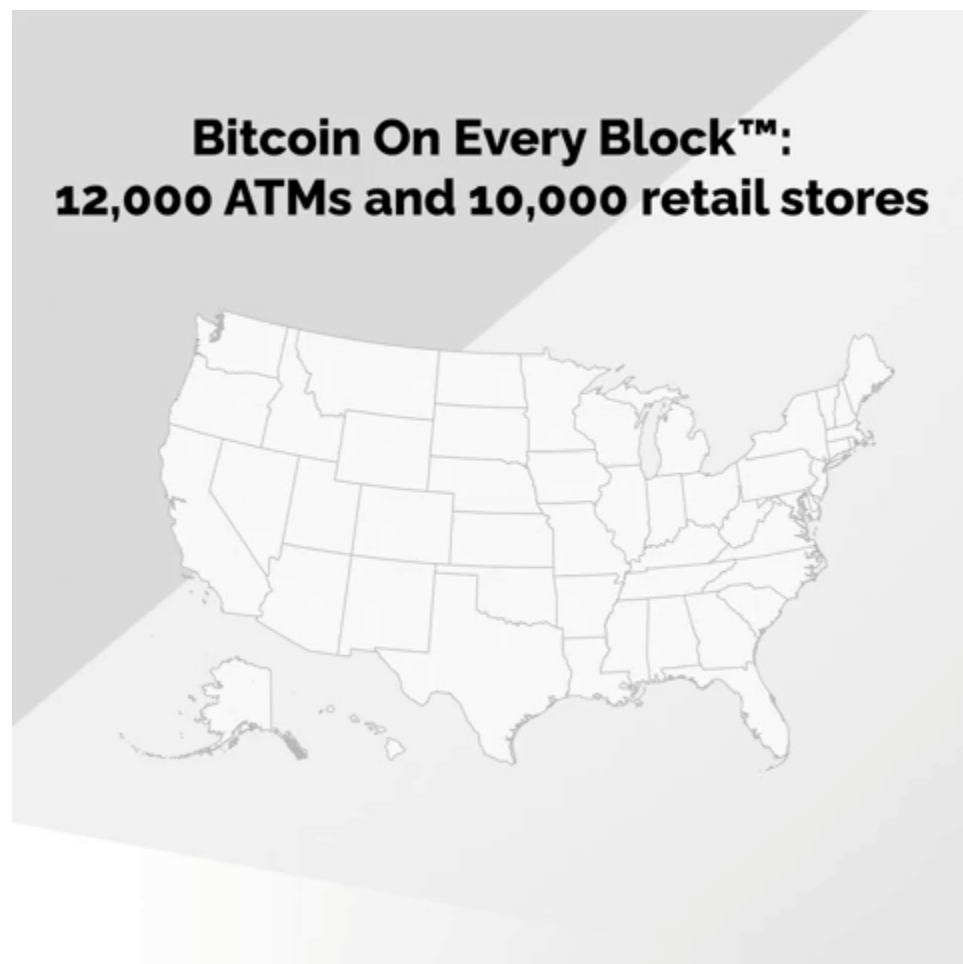 Bitcoin On Every Block™:
12,000 ATMs and 10,000 retail stores